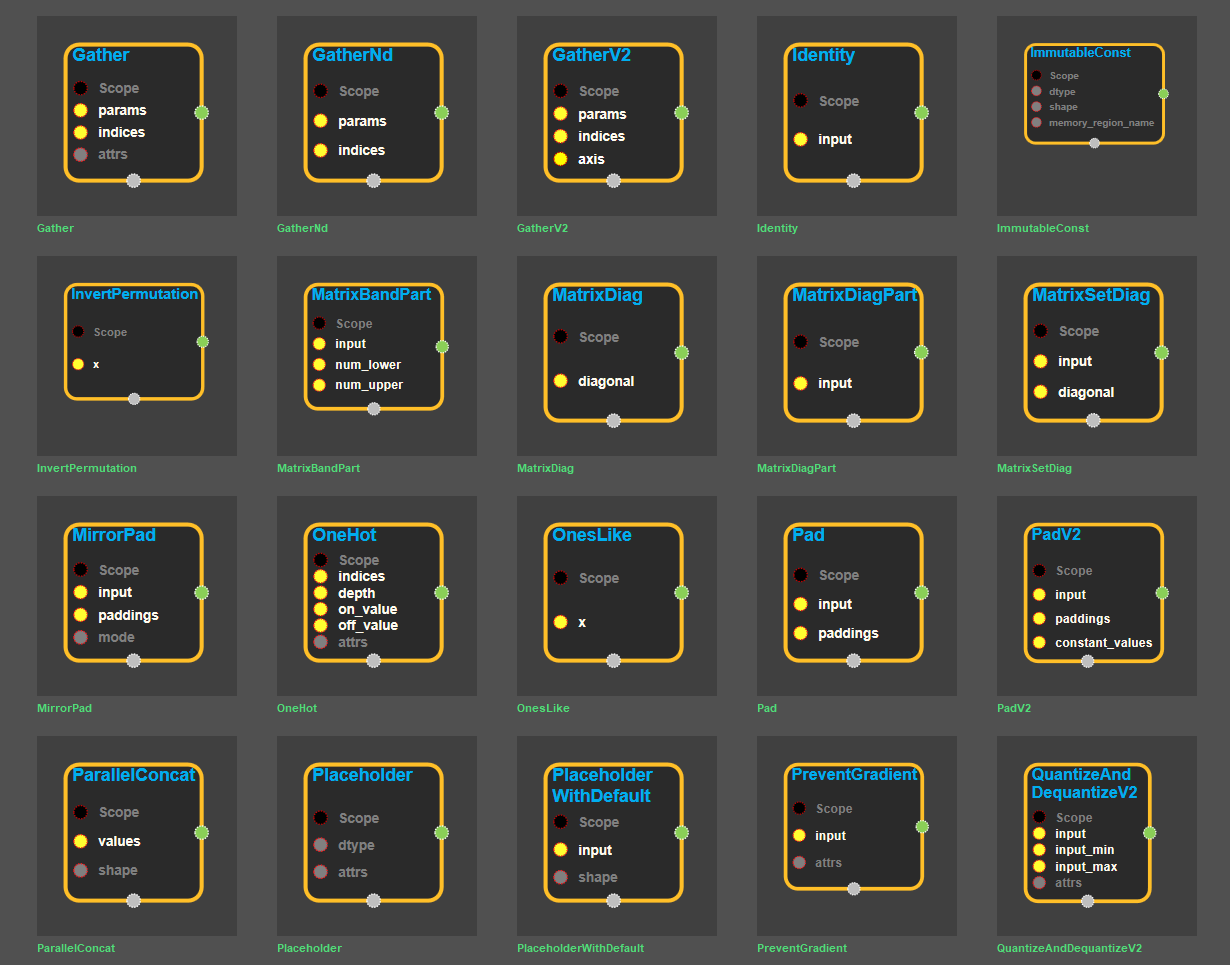 Gather
Scope
params
indices
attrs
Gather
GatherNd
Scope
params
indices
GatherNd
GatherV2
Scope
params
indices
axis
GatherV2
Identity
Scope
input
Identity
ImmutableConst
Scope
dtype
shape
memory_region_name
ImmutableConst
InvertPermutation
Scope
x
InvertPermutation
MatrixBandPart
Scope
input
num_lower
num_upper
MatrixBandPart
MatrixDiag
Scope
diagonal
MatrixDiag
MatrixDiagPart
Scope
input
MatrixDiagPart
MatrixSetDiag
Scope
input
diagonal
MatrixSetDiag
MirrorPad
Scope
input
paddings
mode
MirrorPad
OneHot
Scope
indices
depth
on_value
off_value
attrs
OneHot
OnesLike
Scope
x
OnesLike
Pad
Scope
input
paddings
Pad
PadV2
Scope
input
paddings
constant_values
PadV2
ParallelConcat
Scope
values
shape
ParallelConcat
Placeholder
Scope
dtype
attrs
Placeholder
Placeholder
WithDefault
Scope
input
shape
PlaceholderWithDefault
PreventGradient
Scope
input
attrs
PreventGradient
QuantizeAnd
DequantizeV2
Scope
input
input_min
input_max
attrs
QuantizeAndDequantizeV2